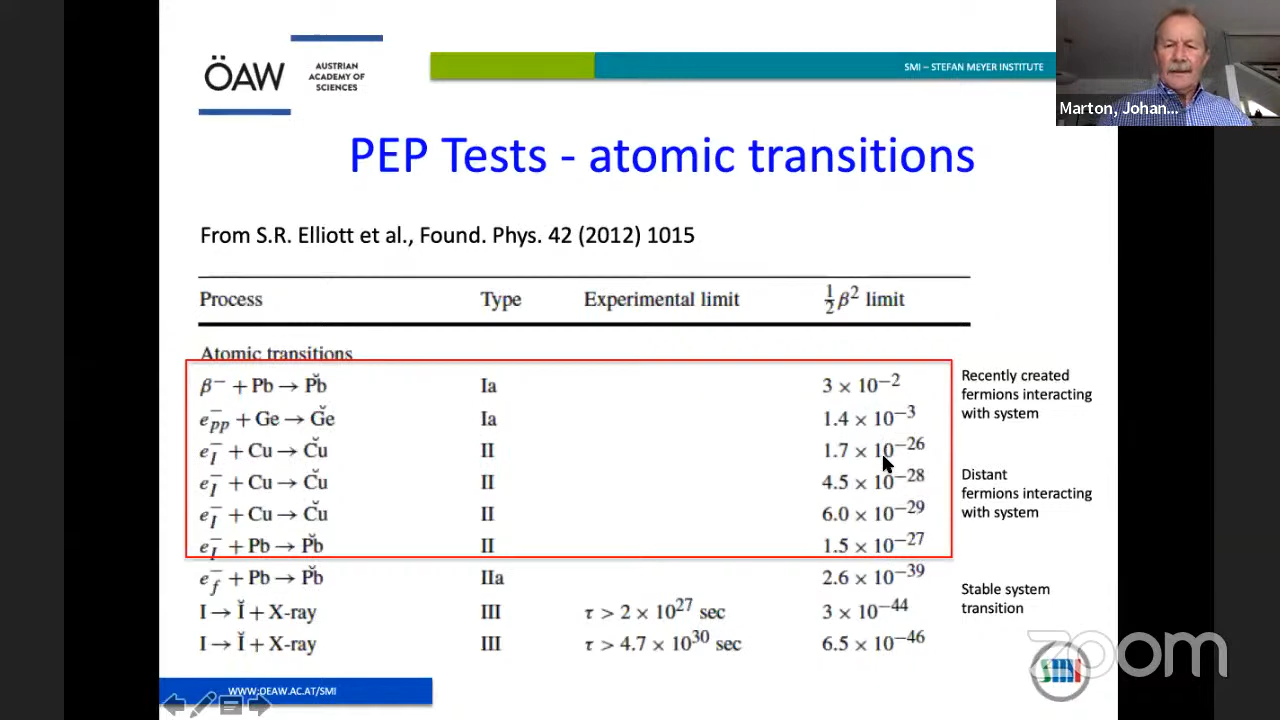 ÖAW
AUSTRIAN
ACADEMY OF
SCIENCES
SMI – STEFAN MEYER INSTITUTE
Marton, Johan...
PEP Tests - atomic transitions
From S.R. Elliott et al., Found. Phys. 42 (2012) 1015
Process Type Experimental limit ½β² limit
Atomic transitions
β⁻ + Pb → P̆b Ia 3 × 10⁻²
e⁻pp + Ge → Ğe Ia 1.4 × 10⁻³
e⁻I + Cu → C̆u II 1.7 × 10⁻²⁶
e⁻I + Cu → C̆u II 4.5 × 10⁻²⁸
e⁻I + Cu → C̆u II 6.0 × 10⁻²⁹
e⁻I + Pb → P̆b II 1.5 × 10⁻²⁷
e⁻f + Pb → P̆b IIa 2.6 × 10⁻³⁹
I → Ĭ + X-ray III τ > 2 × 10²⁷ sec 3 × 10⁻⁴⁴
I → Ĭ + X-ray III τ > 4.7 × 10³⁰ sec 6.5 × 10⁻⁴⁶
Recently created
fermions interacting
with system
Distant
fermions interacting
with system
Stable system
transition
WWW.OEAW.AC.AT/SMI
SMI
zoom